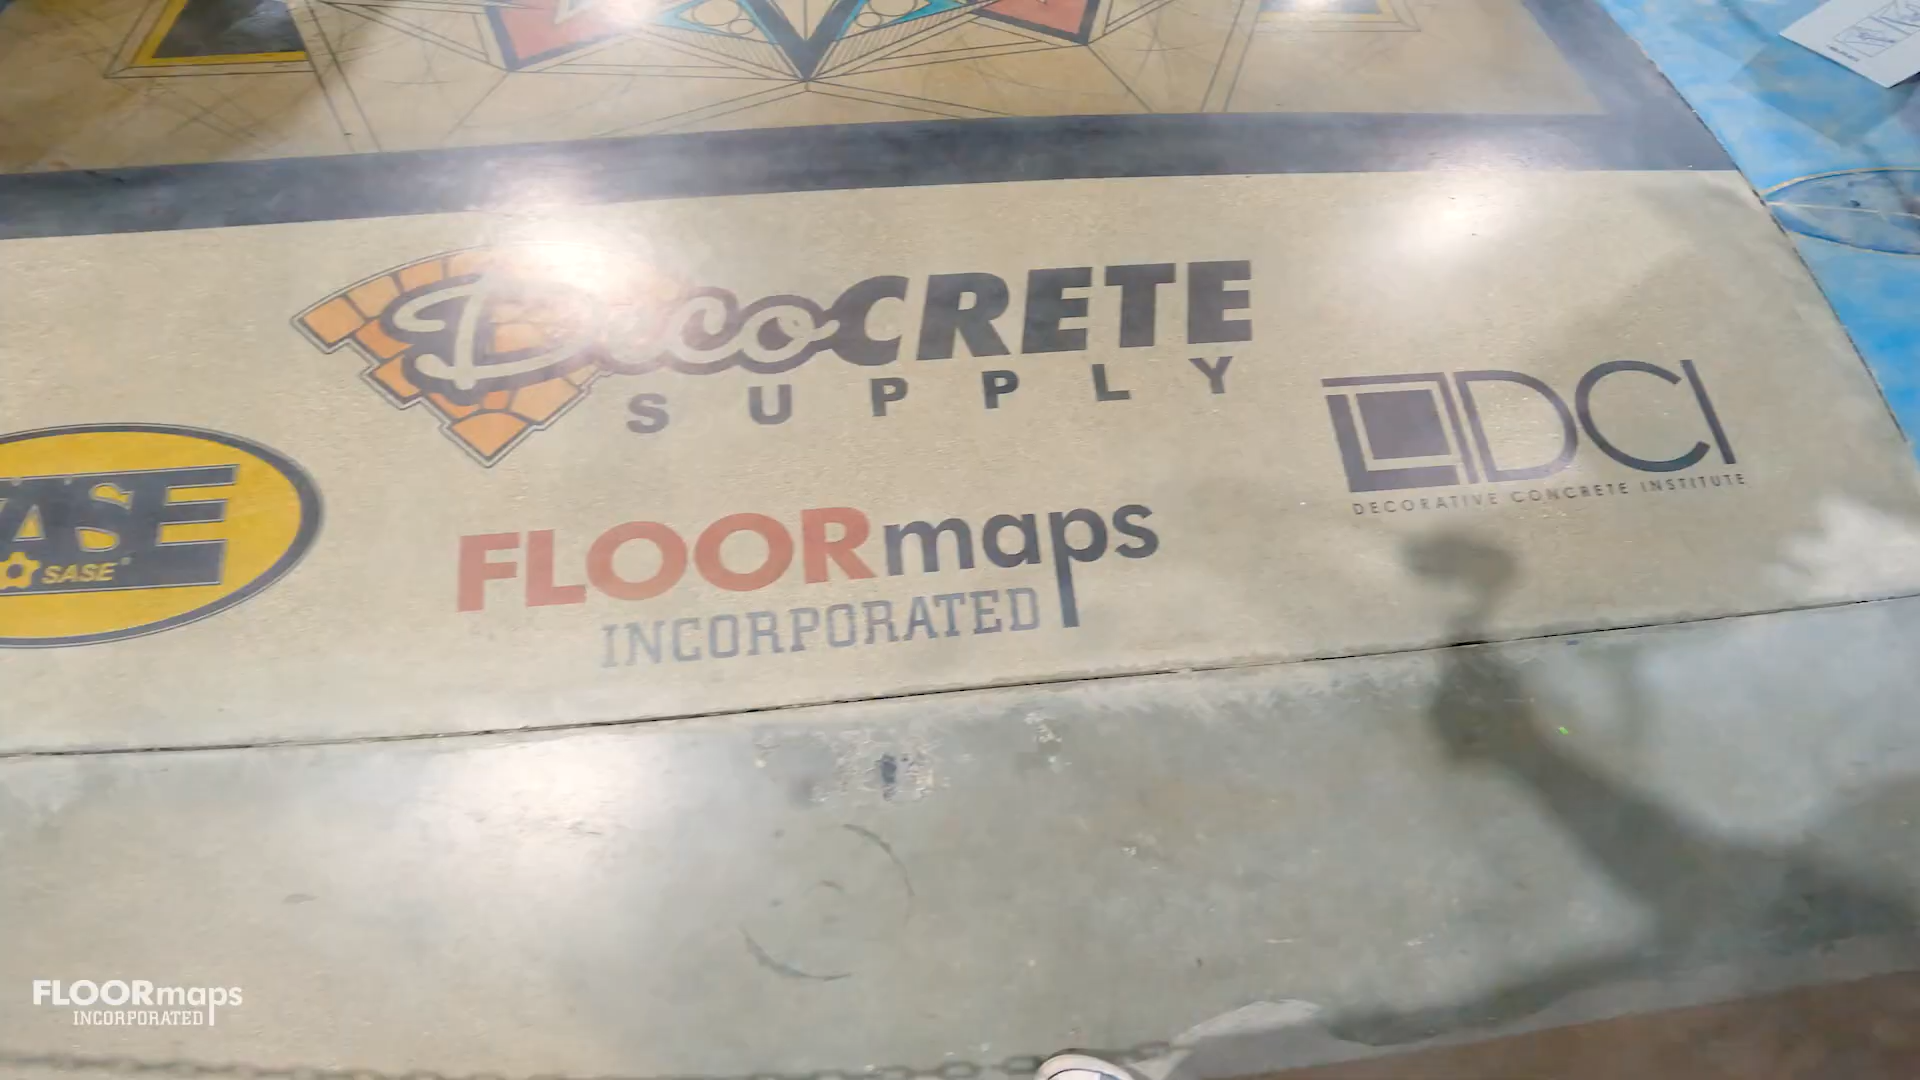 DecoCRETE
SUPPLY
DCI
DECORATIVE CONCRETE INSTITUTE
SASE
SASE
FLOORmaps
INCORPORATED
FLOORmaps
INCORPORATED